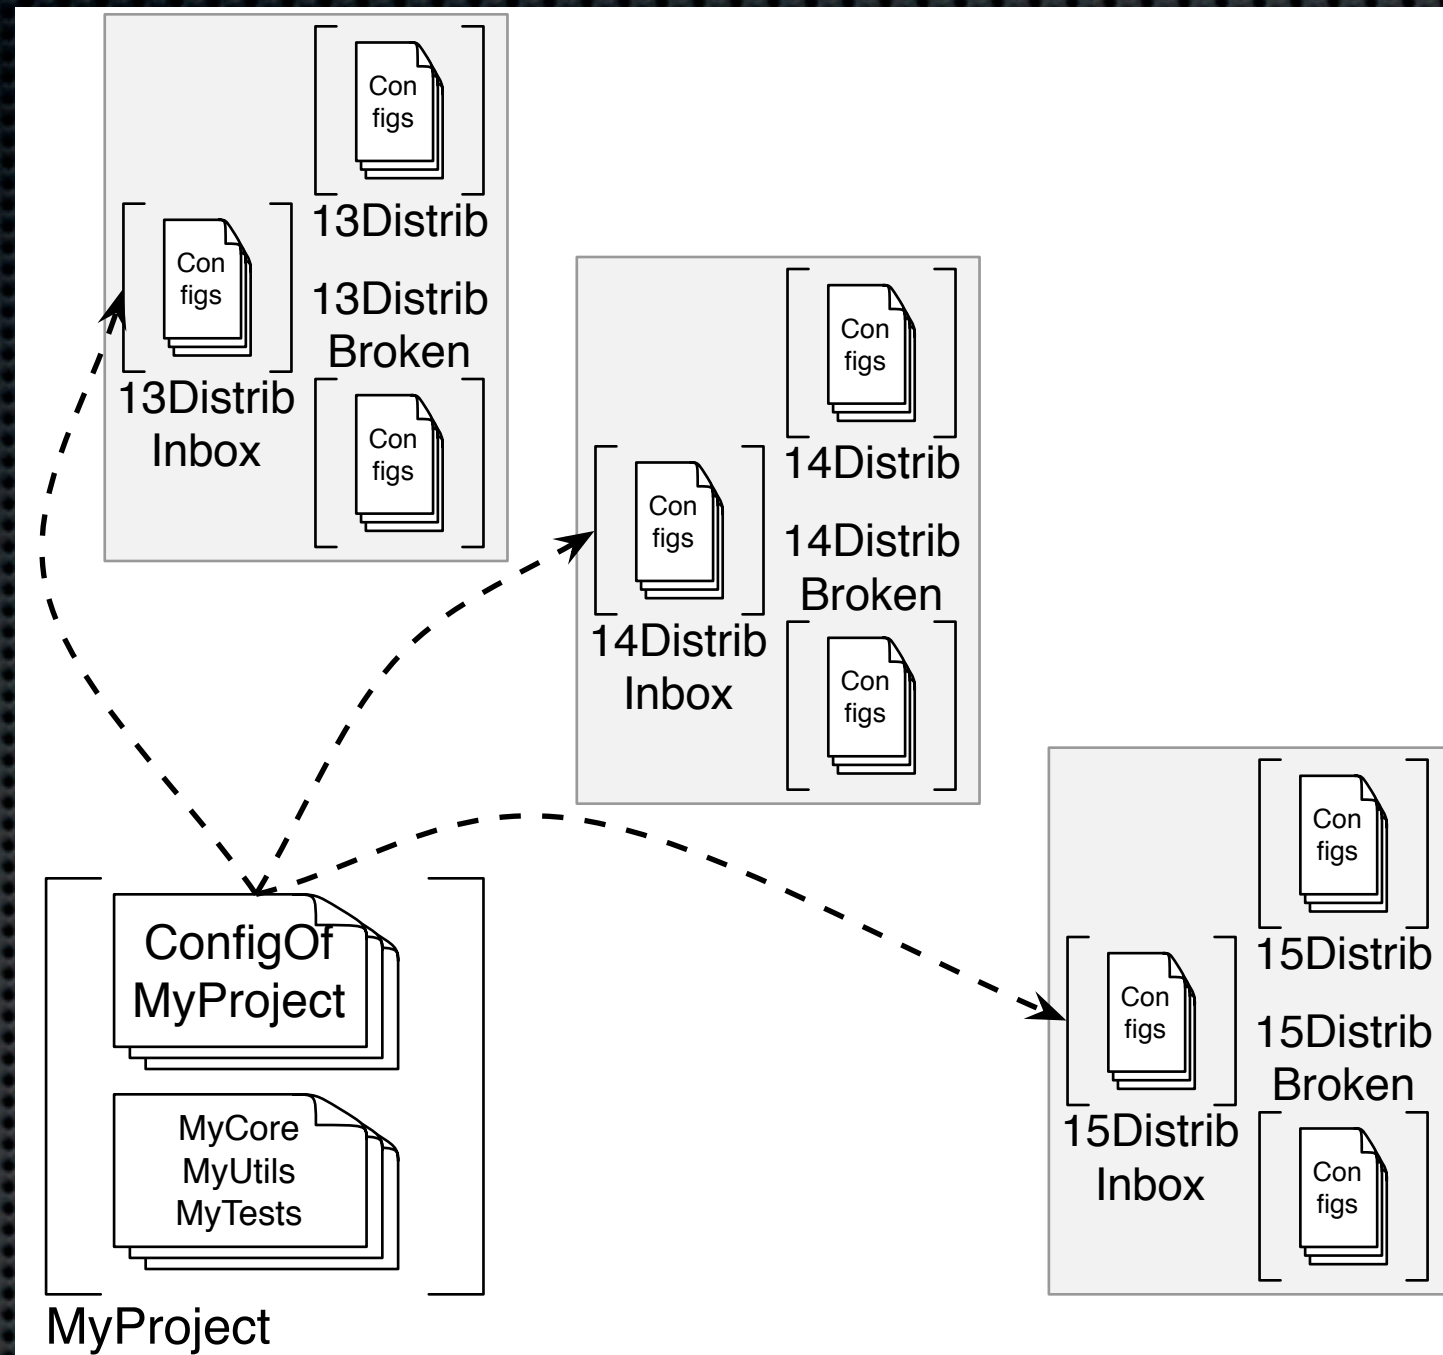 Con
figs
13Distrib
Con
figs
13Distrib
Inbox
13Distrib
Broken
Con
figs
Con
figs
14Distrib
Con
figs
14Distrib
Inbox
14Distrib
Broken
Con
figs
Con
figs
15Distrib
Con
figs
15Distrib
Inbox
15Distrib
Broken
Con
figs
ConfigOf
MyProject
MyCore
MyUtils
MyTests
MyProject